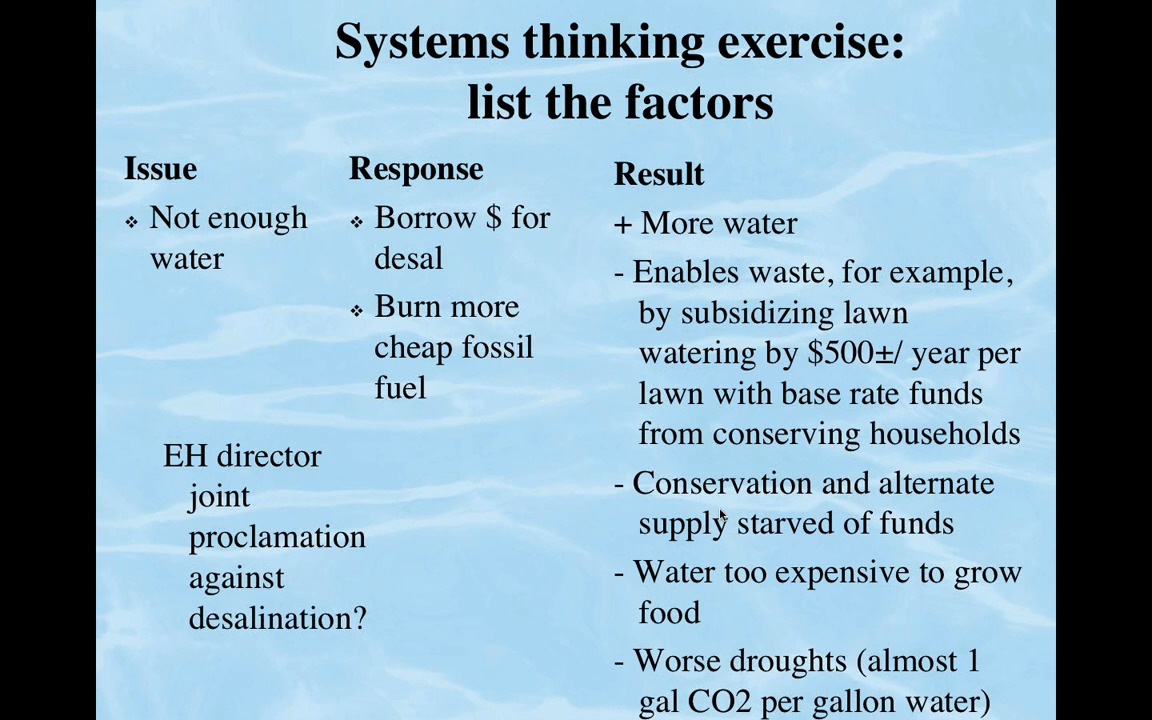 Systems thinking exercise:
list the factors
Issue
❖ Not enough
water
Response
❖ Borrow $ for
desal
❖ Burn more
cheap fossil
fuel
EH director
joint
proclamation
against
desalination?
Result
+ More water
- Enables waste, for example,
by subsidizing lawn
watering by $500±/ year per
lawn with base rate funds
from conserving households
- Conservation and alternate
supply starved of funds
- Water too expensive to grow
food
- Worse droughts (almost 1
gal CO2 per gallon water)